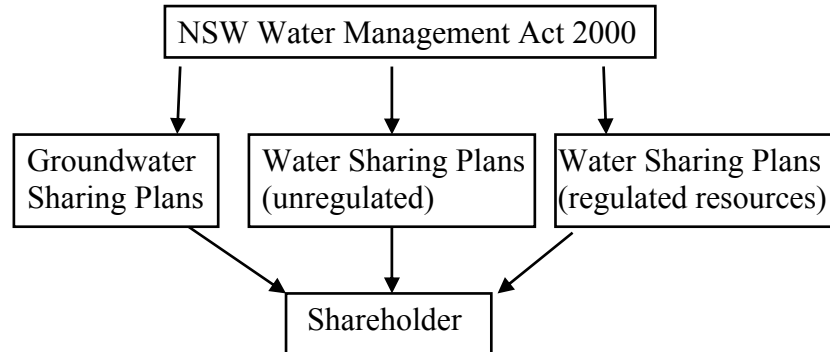 NSW Water Management Act 2000
Groundwater
Sharing Plans
Water Sharing Plans
(unregulated)
Water Sharing Plans
(regulated resources)
Shareholder